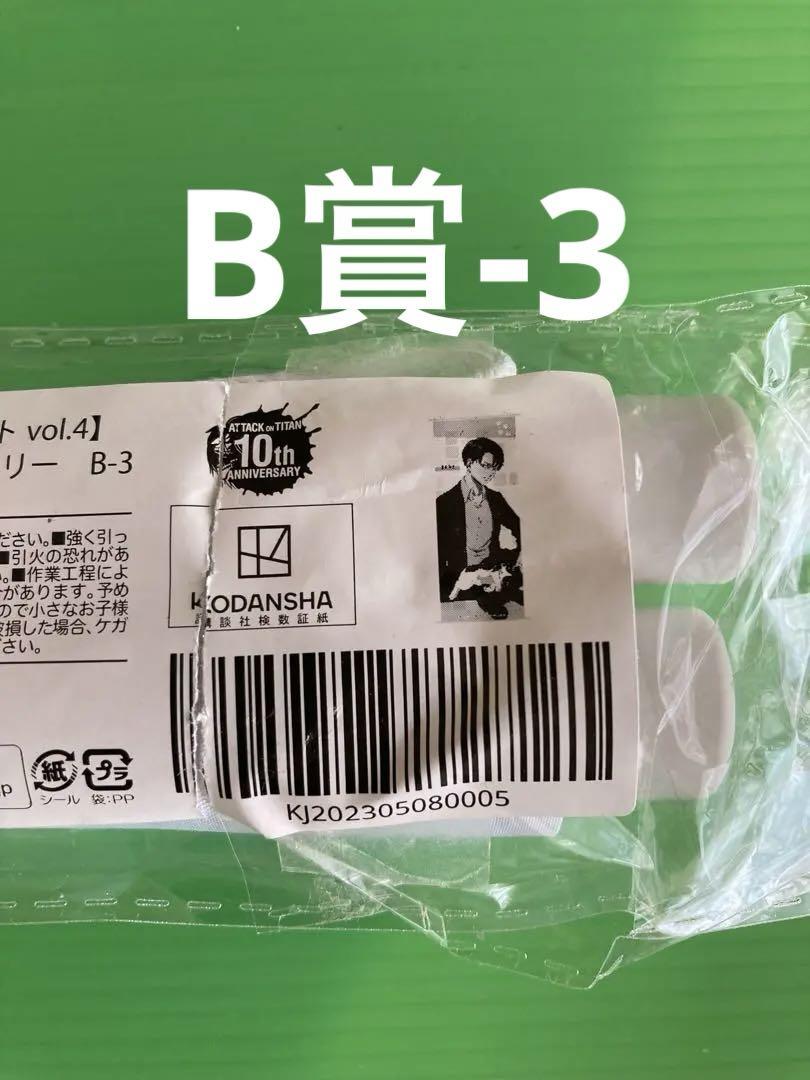 B賞-3
ト vol.4】
リー B-3
ATTACK ON TITAN
10th
ANNIVERSARY
ださい。■強く引っ
■引火の恐れがあ
。■作業工程によ
があります。予め
ので小さなお子様
破損した場合、ケガ
さい。
KODANSHA
講談社検数証紙
紙
プラ
シール 袋:PP
KJ202305080005